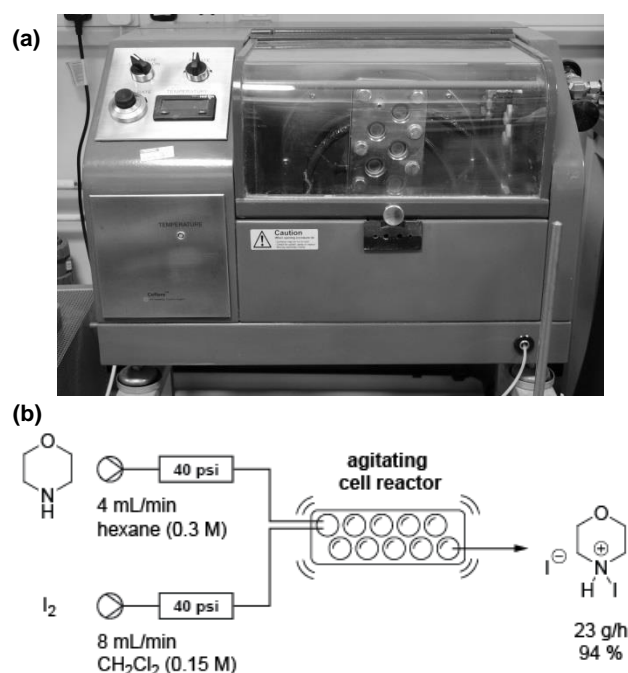 (a)
TEMPERATURE
Caution
(b)
O
N
H
40 psi
4 mL/min
hexane (0.3 M)
I2
40 psi
8 mL/min
CH2Cl2 (0.15 M)
agitating
cell reactor
O
I⊖
⊕
N
H I
23 g/h
94 %